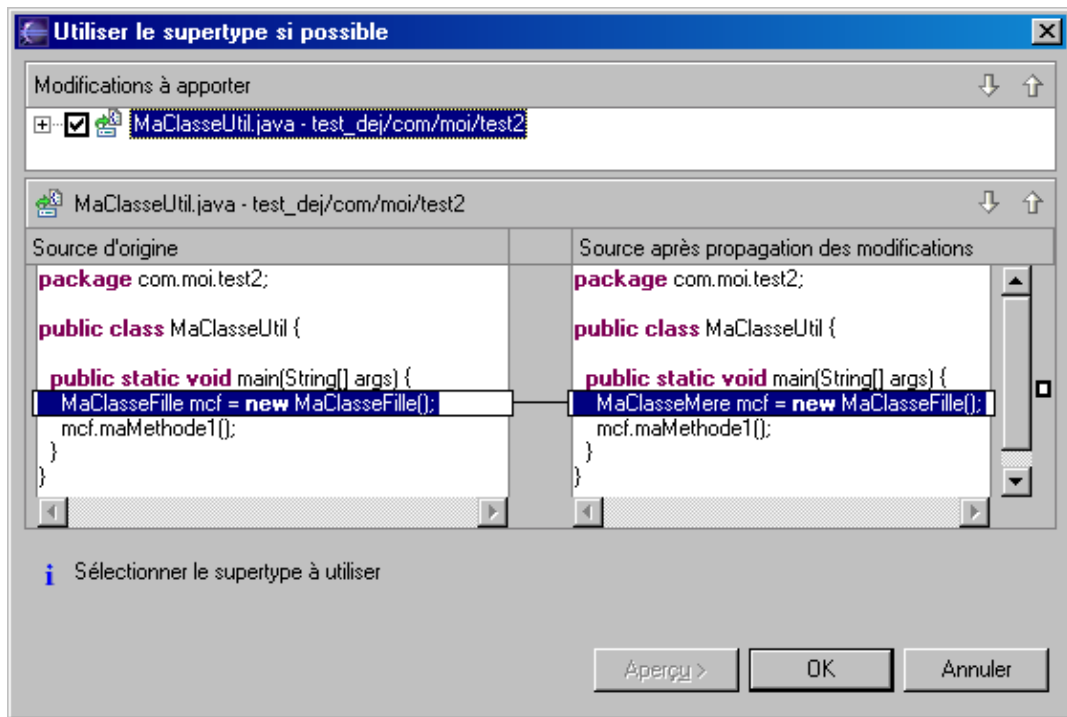 Utiliser le supertype si possible
Modifications à apporter
MaClasseUtil.java - test_dej/com/moi/test2
MaClasseUtil.java - test_dej/com/moi/test2
Source d'origine
package com.moi.test2;
public class MaClasseUtil {
public static void main(String[] args) {
MaClasseFille mcf = new MaClasseFille();
mcf.maMethode1();
}
}
Source après propagation des modifications
package com.moi.test2;
public class MaClasseUtil {
public static void main(String[] args) {
MaClasseMere mcf = new MaClasseFille();
mcf.maMethode1();
}
}
Sélectionner le supertype à utiliser
Aperçu >
OK
Annuler